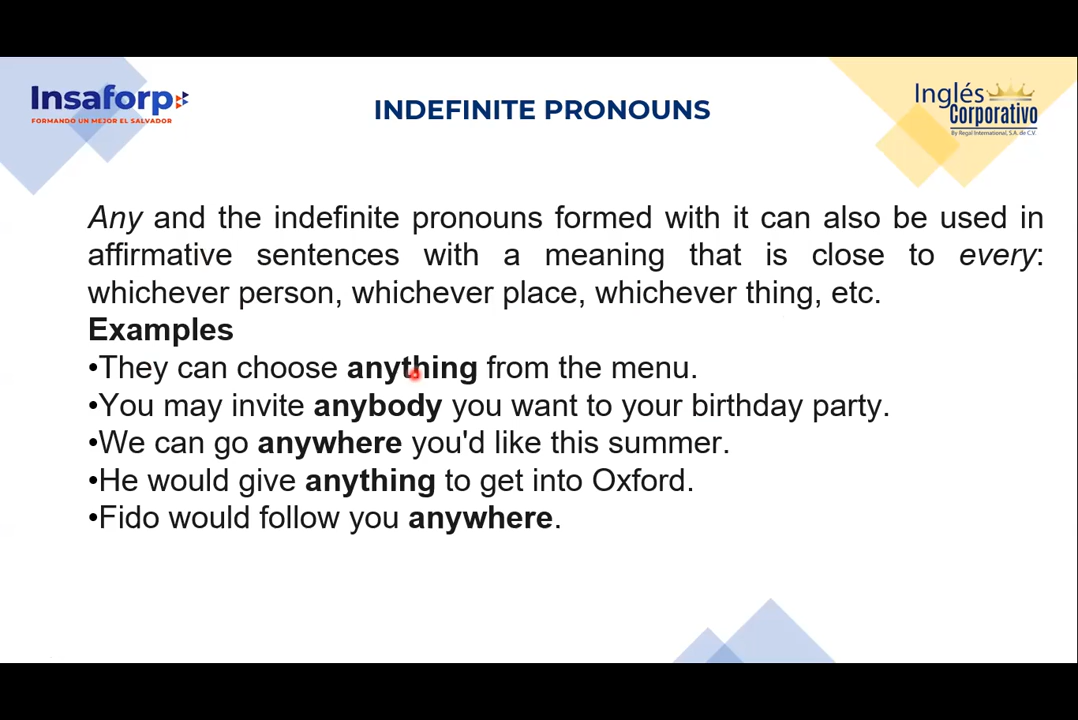 Insaforp
FORMANDO UN MEJOR EL SALVADOR
INDEFINITE PRONOUNS
Inglés
Corporativo
By Regal International, S.A. de C.V.
Any and the indefinite pronouns formed with it can also be used in
affirmative sentences with a meaning that is close to every:
whichever person, whichever place, whichever thing, etc.
Examples
•They can choose anything from the menu.
•You may invite anybody you want to your birthday party.
•We can go anywhere you'd like this summer.
•He would give anything to get into Oxford.
•Fido would follow you anywhere.